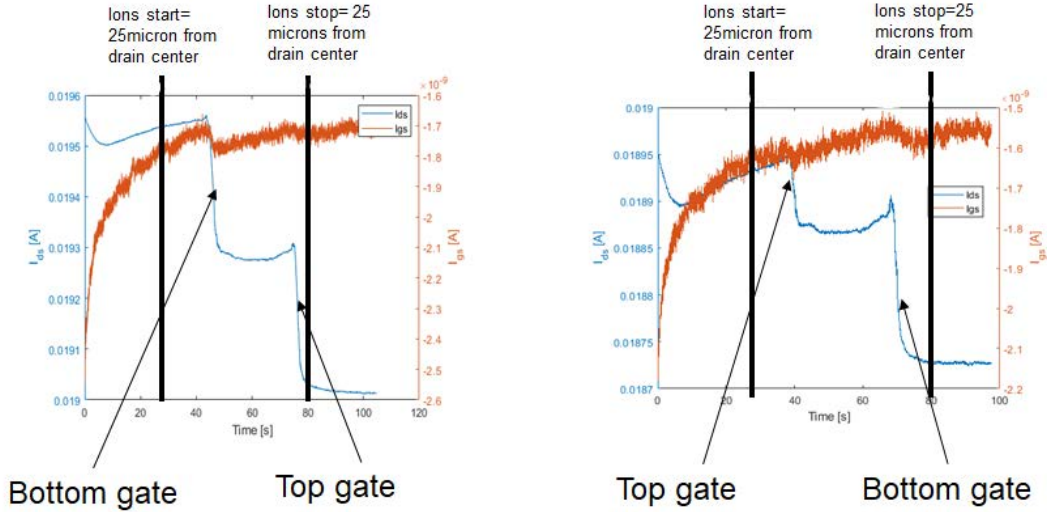 Ions start=
25micron from
drain center
Ions stop= 25
microns from
drain center
0.0196
0.0195
0.0194
0.0193
0.0192
0.0191
0.019
I_ds [A]
×10^-9
-1.6
-1.7
-1.8
-1.9
-2
-2.1
-2.2
-2.3
-2.4
-2.5
-2.6
I_gs [A]
Ids
Igs
0
20
40
60
80
100
120
Time [s]
Bottom gate
Top gate
Ions start=
25micron from
drain center
Ions stop=25
microns from
drain center
0.019
0.01895
0.0189
0.01885
0.0188
0.01875
0.0187
I_ds [A]
×10^-9
-1.5
-1.6
-1.7
-1.8
-1.9
-2
-2.1
-2.2
I_gs [A]
Ids
Igs
0
20
40
60
80
100
Time [s]
Top gate
Bottom gate